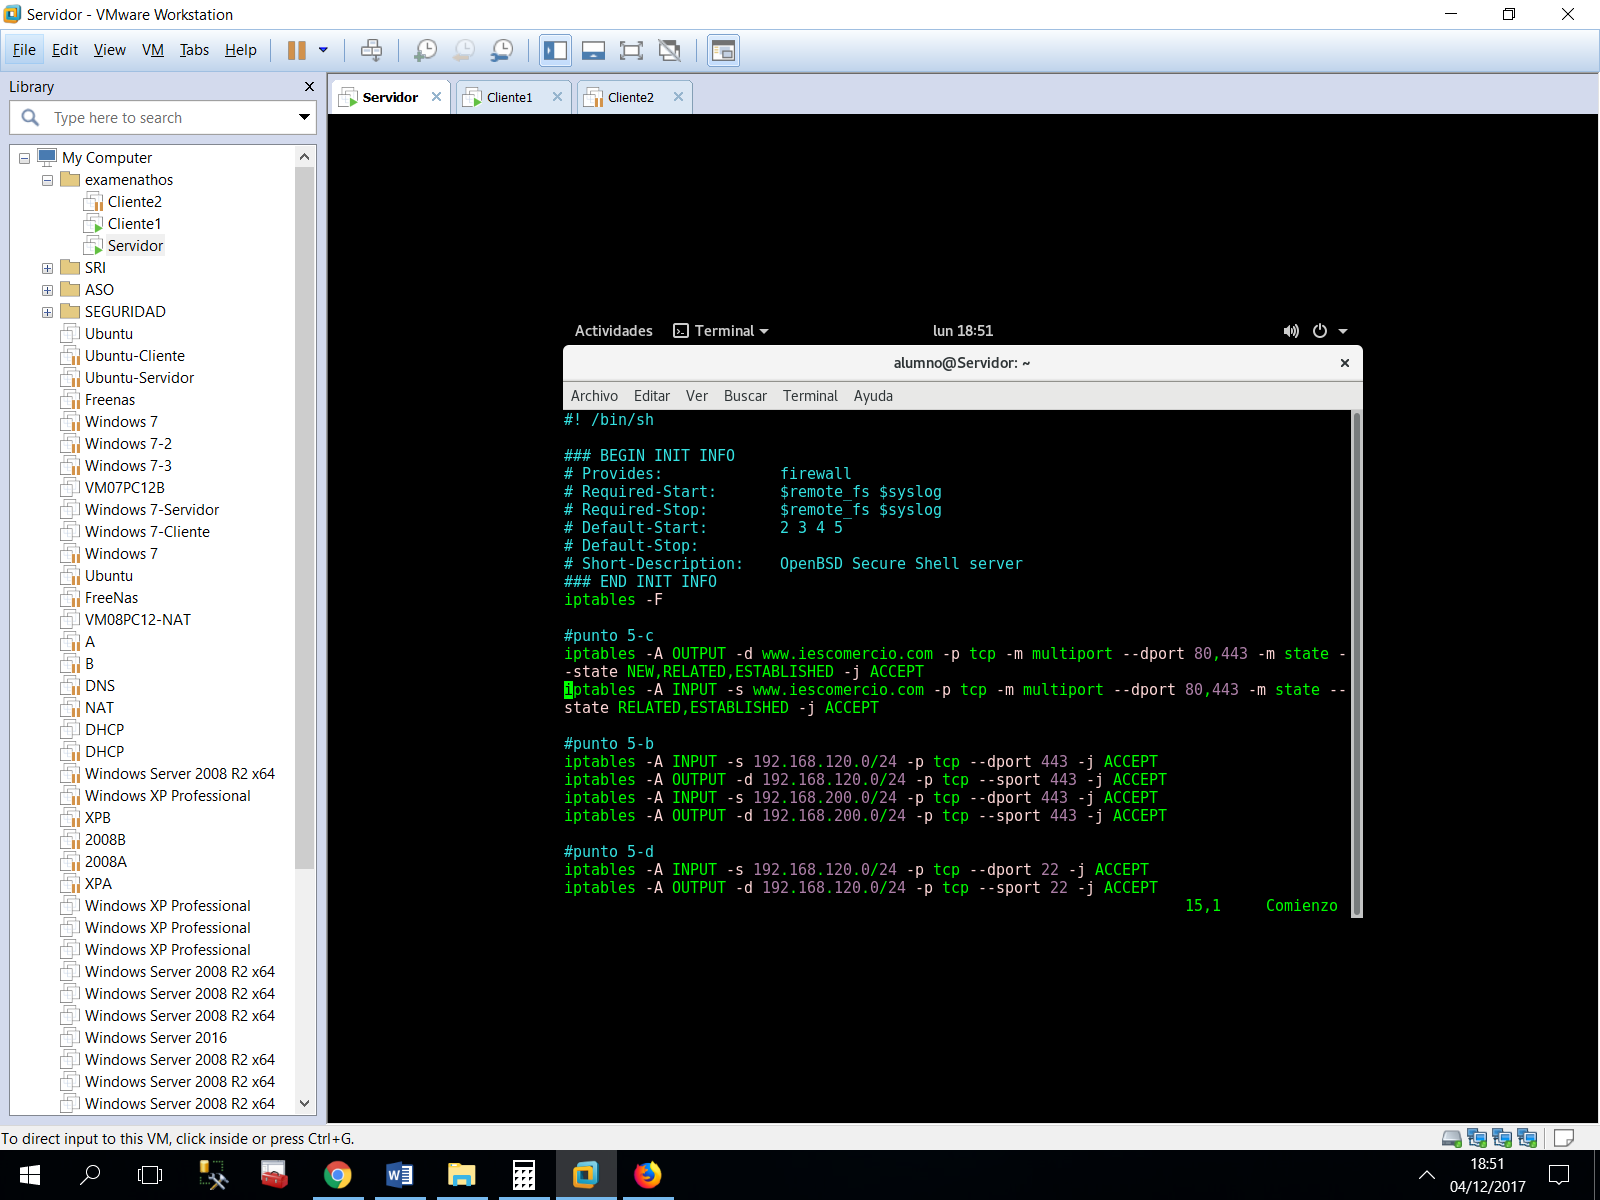 Servidor - VMware Workstation
File Edit View VM Tabs Help
Library
Type here to search
My Computer
examenathos
Cliente2
Cliente1
Servidor
SRI
ASO
SEGURIDAD
Ubuntu
Ubuntu-Cliente
Ubuntu-Servidor
Freenas
Windows 7
Windows 7-2
Windows 7-3
VM07PC12B
Windows 7-Servidor
Windows 7-Cliente
Windows 7
Ubuntu
FreeNas
VM08PC12-NAT
A
B
DNS
NAT
DHCP
DHCP
Windows Server 2008 R2 x64
Windows XP Professional
XPB
2008B
2008A
XPA
Windows XP Professional
Windows XP Professional
Windows XP Professional
Windows Server 2008 R2 x64
Windows Server 2008 R2 x64
Windows Server 2008 R2 x64
Windows Server 2016
Windows Server 2008 R2 x64
Windows Server 2008 R2 x64
Windows Server 2008 R2 x64
Servidor Cliente1 Cliente2
Actividades Terminal lun 18:51
alumno@Servidor: ~
Archivo Editar Ver Buscar Terminal Ayuda
#! /bin/sh
### BEGIN INIT INFO
# Provides: firewall
# Required-Start: $remote_fs $syslog
# Required-Stop: $remote_fs $syslog
# Default-Start: 2 3 4 5
# Default-Stop:
# Short-Description: OpenBSD Secure Shell server
### END INIT INFO
iptables -F
#punto 5-c
iptables -A OUTPUT -d www.iescomercio.com -p tcp -m multiport --dport 80,443 -m state -
-state NEW,RELATED,ESTABLISHED -j ACCEPT
iptables -A INPUT -s www.iescomercio.com -p tcp -m multiport --dport 80,443 -m state --
state RELATED,ESTABLISHED -j ACCEPT
#punto 5-b
iptables -A INPUT -s 192.168.120.0/24 -p tcp --dport 443 -j ACCEPT
iptables -A OUTPUT -d 192.168.120.0/24 -p tcp --sport 443 -j ACCEPT
iptables -A INPUT -s 192.168.200.0/24 -p tcp --dport 443 -j ACCEPT
iptables -A OUTPUT -d 192.168.200.0/24 -p tcp --sport 443 -j ACCEPT
#punto 5-d
iptables -A INPUT -s 192.168.120.0/24 -p tcp --dport 22 -j ACCEPT
iptables -A OUTPUT -d 192.168.120.0/24 -p tcp --sport 22 -j ACCEPT
15,1 Comienzo
To direct input to this VM, click inside or press Ctrl+G.
18:51
04/12/2017